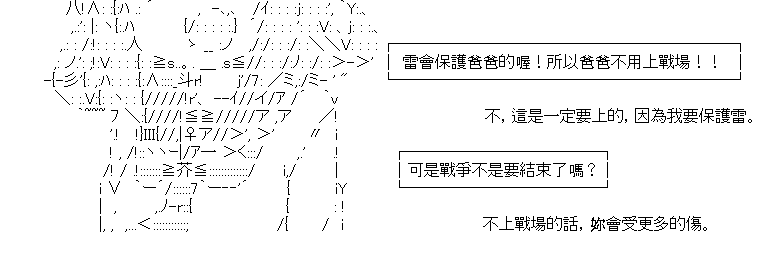 雷會保護爸爸的喔！所以爸爸不用上戰場！！
不，這是一定要上的，因為我要保護雷。
可是戰爭不是要結束了嗎？
不上戰場的話，妳會受更多的傷。